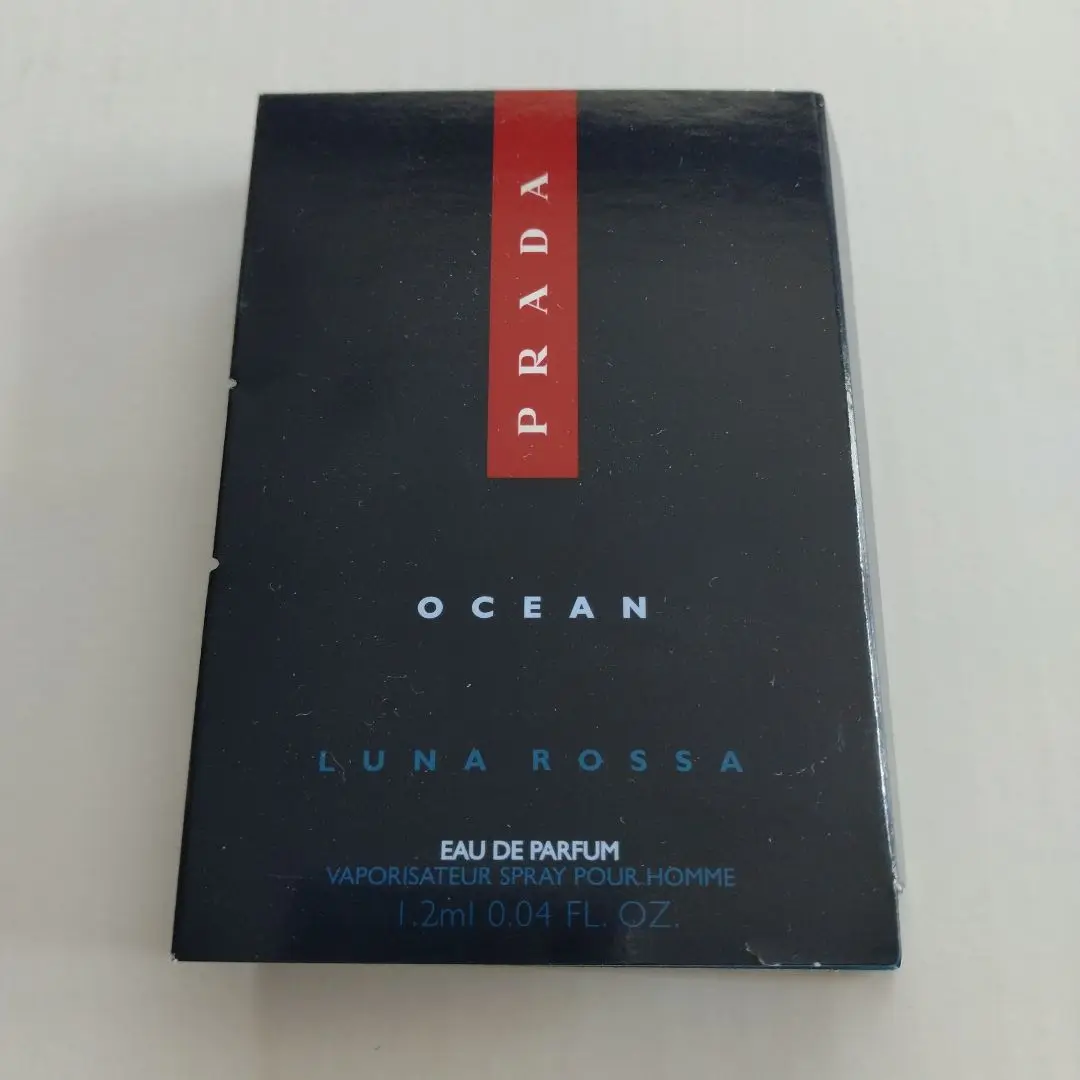 PRADA
OCEAN
LUNA ROSSA
EAU DE PARFUM
VAPORISATEUR SPRAY POUR HOMME
1.2ml 0.04 FL. OZ.